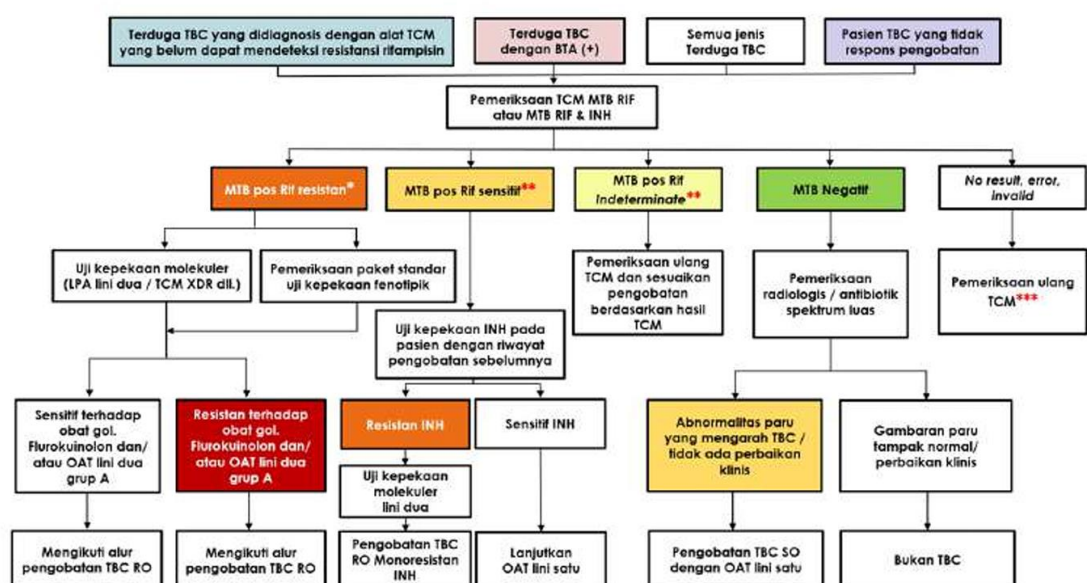 Terduga TBC yang didiagnosis dengan alat TCM
yang belum dapat mendeteksi resistansi rifampisin
Terduga TBC
dengan BTA (+)
Semua jenis
Terduga TBC
Pasien TBC yang tidak
respons pengobatan
Pemeriksaan TCM MTB RIF
atau MTB RIF & INH
MTB pos Rif resistan*
MTB pos Rif sensitif**
MTB pos Rif
Indeterminate**
MTB Negatif
No result, error,
invalid
Uji kepekaan molekuler
(LPA lini dua / TCM XDR dll.)
Pemeriksaan paket standar
uji kepekaan fenotipik
Uji kepekaan INH pada
pasien dengan riwayat
pengobatan sebelumnya
Pemeriksaan ulang
TCM dan sesuaikan
pengobatan
berdasarkan hasil
TCM
Pemeriksaan
radiologis / antibiotik
spektrum luas
Pemeriksaan ulang
TCM***
Sensitif terhadap
obat gol.
Flurokuinolon dan/
atau OAT lini dua
grup A
Resistan terhadap
obat gol.
Flurokuinolon dan/
atau OAT lini dua
grup A
Resistan INH
Sensitif INH
Abnormalitas paru
yang mengarah TBC /
tidak ada perbaikan
klinis
Gambaran paru
tampak normal/
perbaikan klinis
Uji kepekaan
molekuler
lini dua
Mengikuti alur
pengobatan TBC RO
Mengikuti alur
pengobatan TBC RO
Pengobatan TBC
RO Monoresistan
INH
Lanjutkan
OAT lini satu
Pengobatan TBC SO
dengan OAT lini satu
Bukan TBC